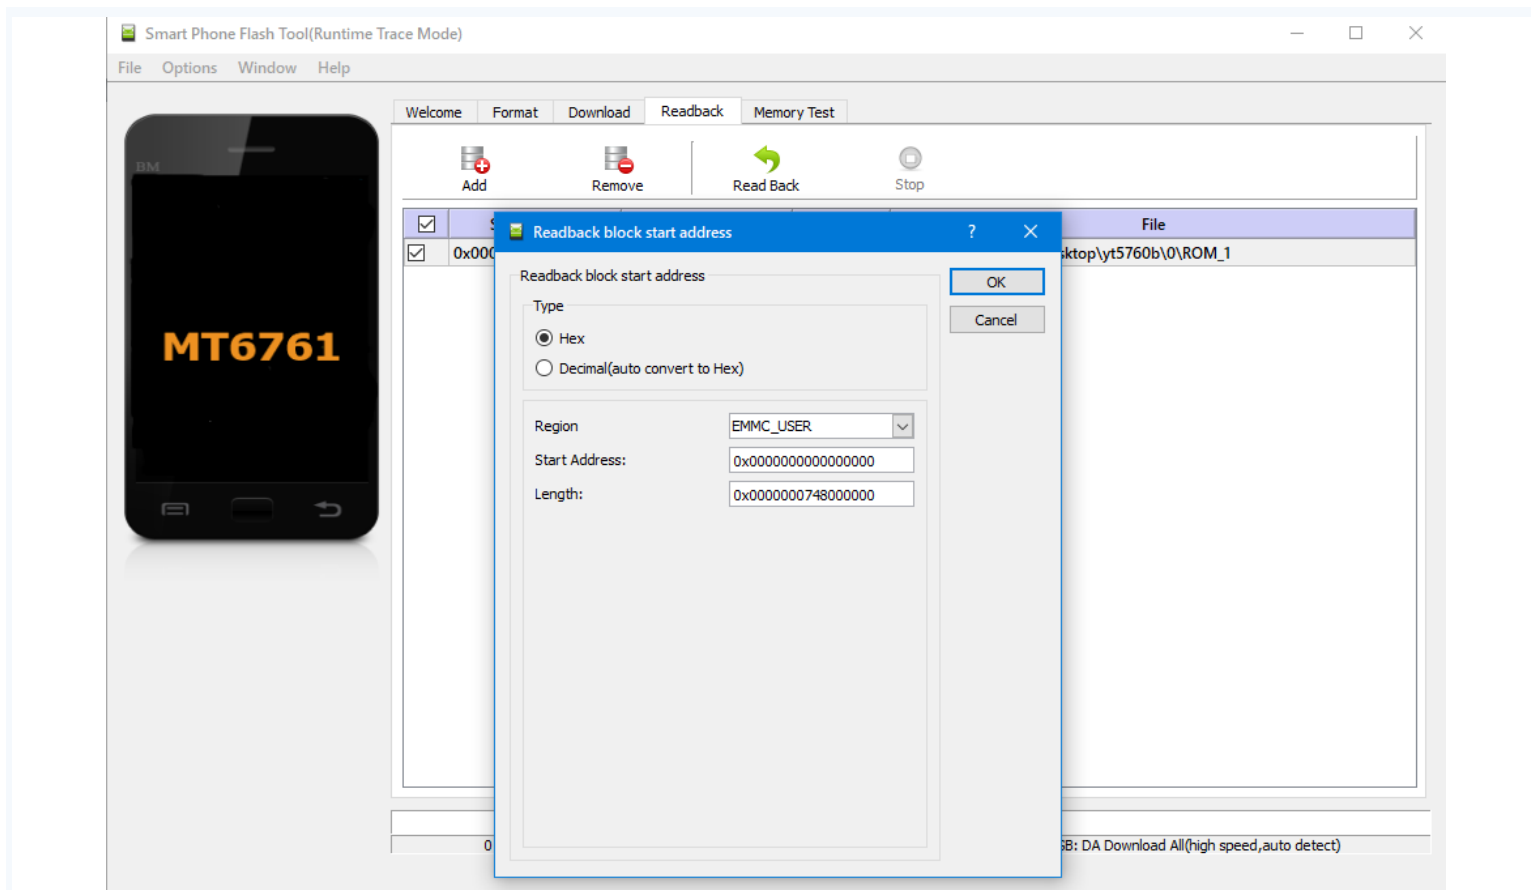 Smart Phone Flash Tool(Runtime Trace Mode)
File Options Window Help
Welcome Format Download Readback Memory Test
BM
Add Remove Read Back Stop
File
0x000
ktop\yt5760b\0\ROM_1
MT6761
Readback block start address ?
Readback block start address
OK
Type
Cancel
Hex
Decimal(auto convert to Hex)
Region EMMC_USER
Start Address: 0x0000000000000000
Length: 0x0000000748000000
0
B: DA Download All(high speed,auto detect)